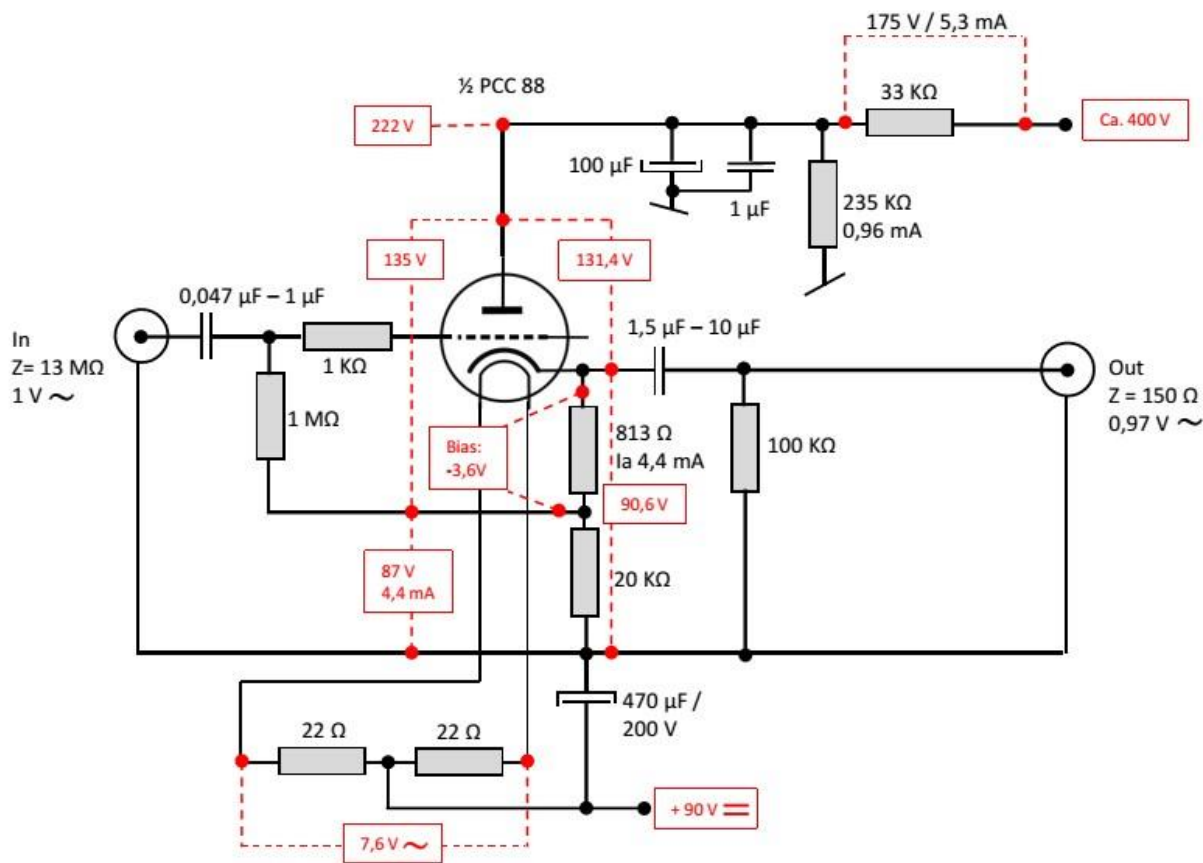 175 V / 5,3 mA
½ PCC 88
33 KΩ
222 V
Ca. 400 V
100 µF
1 µF
235 KΩ
0,96 mA
135 V
131,4 V
0,047 µF – 1 µF
1,5 µF – 10 µF
In
Z= 13 MΩ
1 V ~
1 KΩ
Out
Z = 150 Ω
0,97 V ~
1 MΩ
Bias:
-3,6V
813 Ω
Ia 4,4 mA
100 KΩ
90,6 V
87 V
4,4 mA
20 KΩ
470 µF /
200 V
22 Ω
22 Ω
+ 90 V =
7,6 V ~